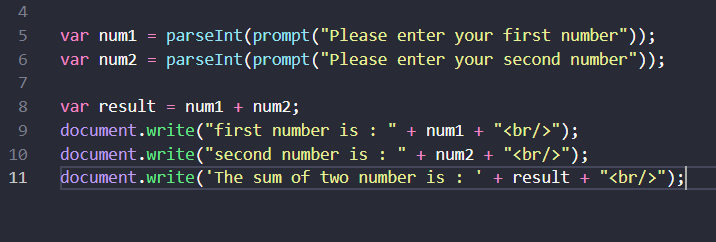 4
5 var num1 = parseInt(prompt("Please enter your first number"));
6 var num2 = parseInt(prompt("Please enter your second number"));
7
8 var result = num1 + num2;
9 document.write("first number is : " + num1 + "<br/>");
10 document.write("second number is : " + num2 + "<br/>");
11 document.write('The sum of two number is : ' + result + "<br/>");